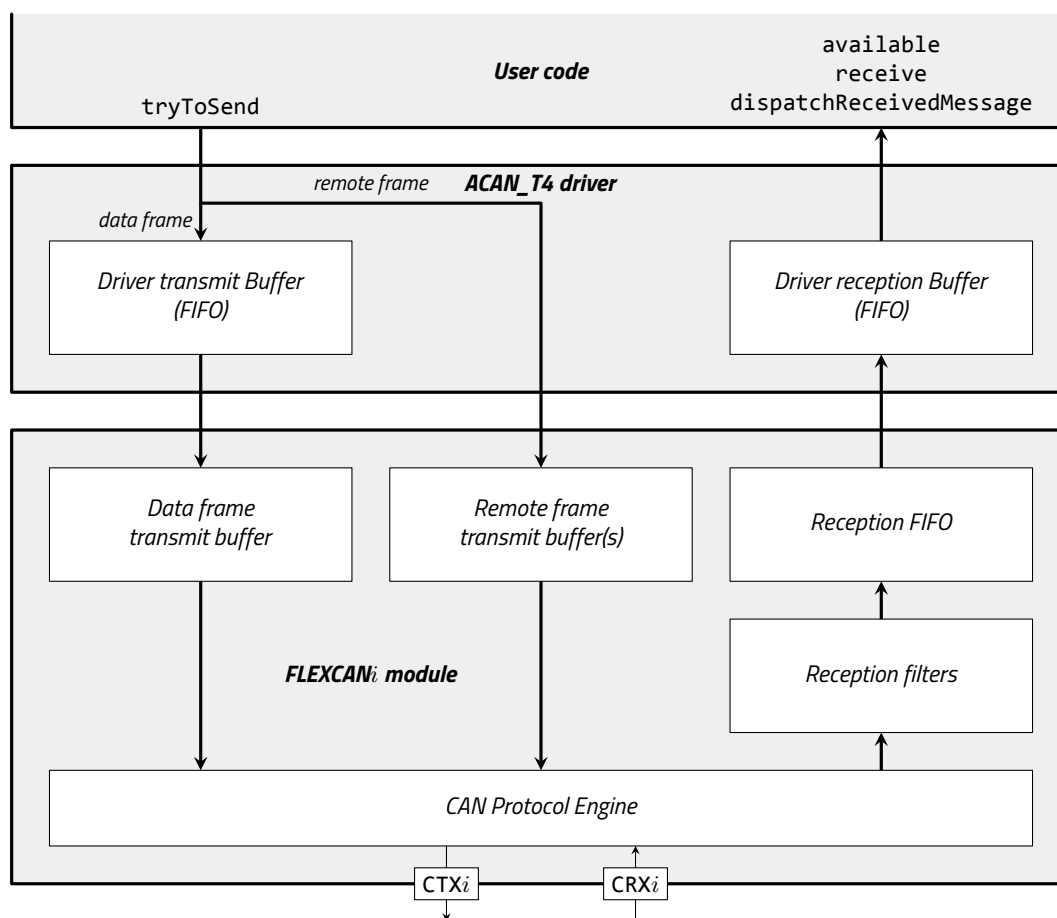 available
User code
receive
tryToSend
dispatchReceivedMessage
remote frame
ACAN_T4 driver
data frame
Driver transmit Buffer
(FIFO)
Driver reception Buffer
(FIFO)
Data frame
transmit buffer
Remote frame
transmit buffer(s)
Reception FIFO
FLEXCANi module
Reception filters
CAN Protocol Engine
CTXi
CRXi